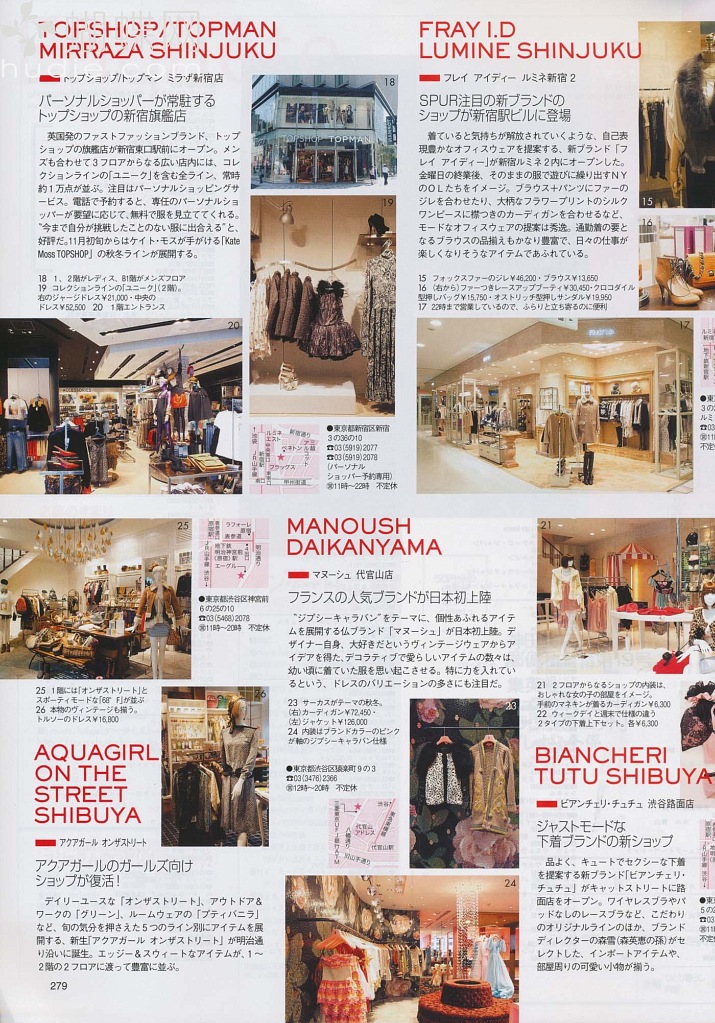 TOPSHOP/TOPMAN
MIRRAZA SHINJUKU
トップショップ/トップマン ミラザ新宿店
パーソナルショッパーが常駐する
トップショップの新宿旗艦店
英国発のファストファッションブランド、トップ
ショップの旗艦店が新宿東口駅前にオープン。メン
ズも合わせて3フロアからなる広い店内には、コレ
クションラインの「ユニーク」を含む全ライン、常時
約1万点が並ぶ。注目はパーソナルショッピングサ
ービス。電話で予約すると、専任のパーソナルショ
ッパーが要望に応じて、無料で服を見立ててくれる。
"今まで自分が挑戦したことのない服に出会える"と、
好評だ。11月初旬からはケイト・モスが手がける「Kate
Moss TOPSHOP」の秋冬ラインが展開する。
18 1、2階がレディス、B1階がメンズフロア
19 コレクションラインの「ユニーク」(2階)。
右のジャージドレス¥21,000・中央の
ドレス¥52,500 20 1階エントランス
18
TOPSHOP TOPMAN
19
20
ACCESSORIES
●東京都新宿区新宿
3の36の10
☎03(5919)2077
☎03(5919)2078
(パーソナル
ショッパー予約専用)
㊡11時〜22時 不定休
FRAY I.D
LUMINE SHINJUKU
フレイ アイディー ルミネ新宿2
SPUR注目の新ブランドの
ショップが新宿駅ビルに登場
着ていると気持ちが解放されていくような、自己表
現豊かなオフィスウェアを提案する、新ブランド「フ
レイ アイディー」が新宿ルミネ2内にオープンした。
金曜日の終業後、そのままの服で遊びに繰り出すNY
のOLたちをイメージ。ブラウス+パンツにファーの
ジレを合わせたり、大柄なフラワープリントのシルク
ワンピースに襟つきのカーディガンを合わせるなど、
モードなオフィスウェアの提案は秀逸。通勤着の要と
なるブラウスの品揃えもかなり豊富で、日々の仕事が
楽しくなりそうなアイテムであふれている。
15 フォックスファーのジレ¥46,200・ブラウス¥13,650
16 (右から)ファーつきレースアップブーティ¥30,450・クロコダイル
型押しバッグ¥15,750・オストリッチ型押しサンダル¥19,950
17 22時まで営業しているので、ふらりと立ち寄るのに便利
15
16
17
25
●東京都渋谷区神宮前
6の25の10
☎03(5468)2078
㊡11時〜20時 不定休
25 1階には「オンザストリート」と
スポーティモードな「68° F」が並ぶ
26 本物のヴィンテージも揃う。
トルソーのドレス¥16,800
26
AQUAGIRL
ON THE
STREET
SHIBUYA
アクアガール オンザストリート
アクアガールのガールズ向け
ショップが復活!
デイリーユースな「オンザストリート」、アウトドア&
ワークの「グリーン」、ルームウェアの「プティバニラ」
など、旬の気分を押さえた5つのライン別にアイテムを展
開する、新生「アクアガール オンザストリート」が明治通
り沿いに誕生。エッジー&スウィートなアイテムが、1〜
2階の2フロアに渡って豊富に並ぶ。
279
MANOUSH
DAIKANYAMA
マヌーシュ 代官山店
フランスの人気ブランドが日本初上陸
"ジプシーキャラバン"をテーマに、個性あふれるアイテ
ムを展開する仏ブランド「マヌーシュ」が日本初上陸。デ
ザイナー自身、大好きだというヴィンテージウェアからア
イデアを得た、デコラティブで愛らしいアイテムの数々は、
幼い頃に着ていた服を思い起こさせる。特に力を入れてい
るという、ドレスのバリエーションの多さにも注目だ。
23 サーカスがテーマの秋冬。
(右)カーディガン¥72,450・
(左)ジャケット¥126,000
24 内装はブランドカラーのピンク
が軸のジプシーキャラバン仕様
●東京都渋谷区猿楽町9の3
☎03(3476)2366
㊡12時〜20時 不定休
23
24
21
21 2フロアからなるショップの内装は、
おしゃれな女の子の部屋をイメージ。
手前のマネキンが着るカーディガン¥6,300
22 ウィークデイと週末で仕様の違う
2タイプの下着上下セット。各¥6,300
BIANCHERI
TUTU SHIBUYA
ビアンチェリ・チュチュ 渋谷路面店
ジャストモードな
下着ブランドの新ショップ
品よく、キュートでセクシーな下着
を提案する新ブランド「ビアンチェリ・
チュチュ」がキャットストリートに路
面店をオープン。ワイヤレスブラやパ
ッドなしのレースブラなど、こだわり
のオリジナルラインのほか、ブランド
ディレクターの森雪(森英恵の孫)がセ
レクトした、インポートアイテムや、
部屋周りの可愛い小物が揃う。